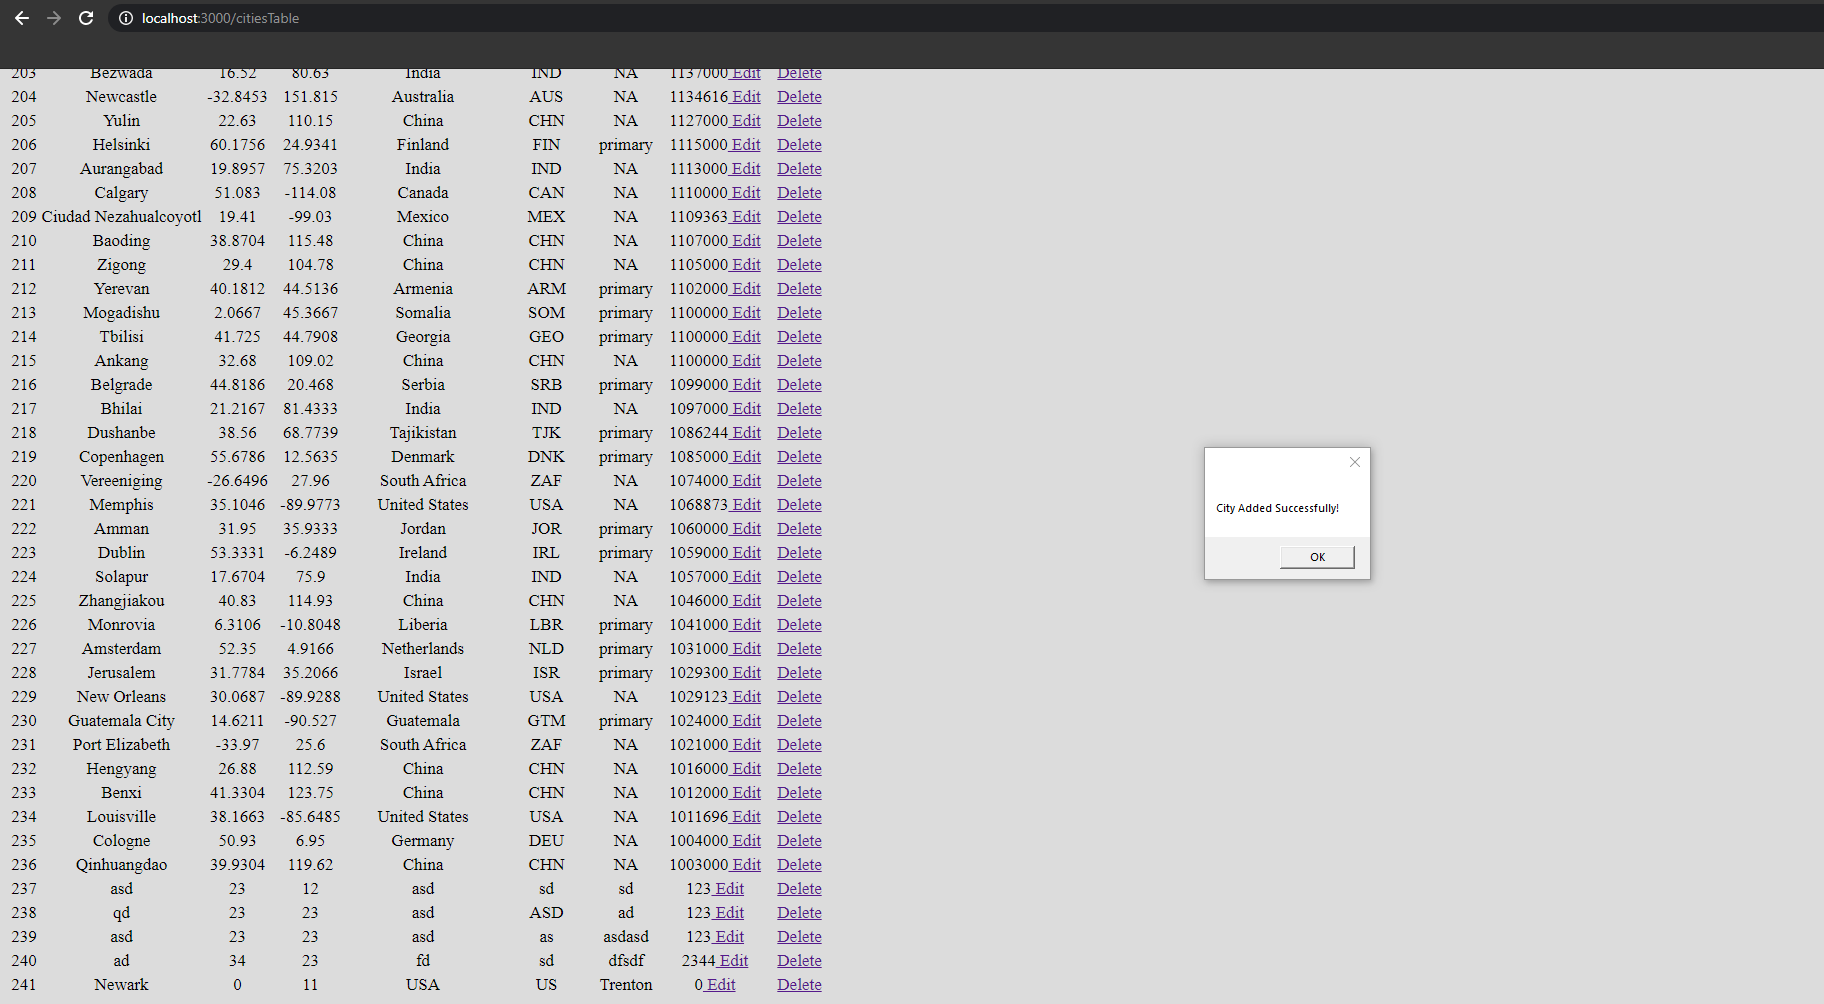 localhost:3000/citiesTable
203 Bezwada 16.52 80.63 India IND NA 1137000 Edit Delete
204 Newcastle -32.8453 151.815 Australia AUS NA 1134616 Edit Delete
205 Yulin 22.63 110.15 China CHN NA 1127000 Edit Delete
206 Helsinki 60.1756 24.9341 Finland FIN primary 1115000 Edit Delete
207 Aurangabad 19.8957 75.3203 India IND NA 1113000 Edit Delete
208 Calgary 51.083 -114.08 Canada CAN NA 1110000 Edit Delete
209 Ciudad Nezahualcoyotl 19.41 -99.03 Mexico MEX NA 1109363 Edit Delete
210 Baoding 38.8704 115.48 China CHN NA 1107000 Edit Delete
211 Zigong 29.4 104.78 China CHN NA 1105000 Edit Delete
212 Yerevan 40.1812 44.5136 Armenia ARM primary 1102000 Edit Delete
213 Mogadishu 2.0667 45.3667 Somalia SOM primary 1100000 Edit Delete
214 Tbilisi 41.725 44.7908 Georgia GEO primary 1100000 Edit Delete
215 Ankang 32.68 109.02 China CHN NA 1100000 Edit Delete
216 Belgrade 44.8186 20.468 Serbia SRB primary 1099000 Edit Delete
217 Bhilai 21.2167 81.4333 India IND NA 1097000 Edit Delete
218 Dushanbe 38.56 68.7739 Tajikistan TJK primary 1086244 Edit Delete
219 Copenhagen 55.6786 12.5635 Denmark DNK primary 1085000 Edit Delete
220 Vereeniging -26.6496 27.96 South Africa ZAF NA 1074000 Edit Delete
221 Memphis 35.1046 -89.9773 United States USA NA 1068873 Edit Delete
222 Amman 31.95 35.9333 Jordan JOR primary 1060000 Edit Delete
223 Dublin 53.3331 -6.2489 Ireland IRL primary 1059000 Edit Delete
224 Solapur 17.6704 75.9 India IND NA 1057000 Edit Delete
225 Zhangjiakou 40.83 114.93 China CHN NA 1046000 Edit Delete
226 Monrovia 6.3106 -10.8048 Liberia LBR primary 1041000 Edit Delete
227 Amsterdam 52.35 4.9166 Netherlands NLD primary 1031000 Edit Delete
228 Jerusalem 31.7784 35.2066 Israel ISR primary 1029300 Edit Delete
229 New Orleans 30.0687 -89.9288 United States USA NA 1029123 Edit Delete
230 Guatemala City 14.6211 -90.527 Guatemala GTM primary 1024000 Edit Delete
231 Port Elizabeth -33.97 25.6 South Africa ZAF NA 1021000 Edit Delete
232 Hengyang 26.88 112.59 China CHN NA 1016000 Edit Delete
233 Benxi 41.3304 123.75 China CHN NA 1012000 Edit Delete
234 Louisville 38.1663 -85.6485 United States USA NA 1011696 Edit Delete
235 Cologne 50.93 6.95 Germany DEU NA 1004000 Edit Delete
236 Qinhuangdao 39.9304 119.62 China CHN NA 1003000 Edit Delete
237 asd 23 12 asd sd sd 123 Edit Delete
238 qd 23 23 asd ASD ad 123 Edit Delete
239 asd 23 23 asd as asdasd 123 Edit Delete
240 ad 34 23 fd sd dfsdf 2344 Edit Delete
241 Newark 0 11 USA US Trenton 0 Edit Delete
City Added Successfully!
OK